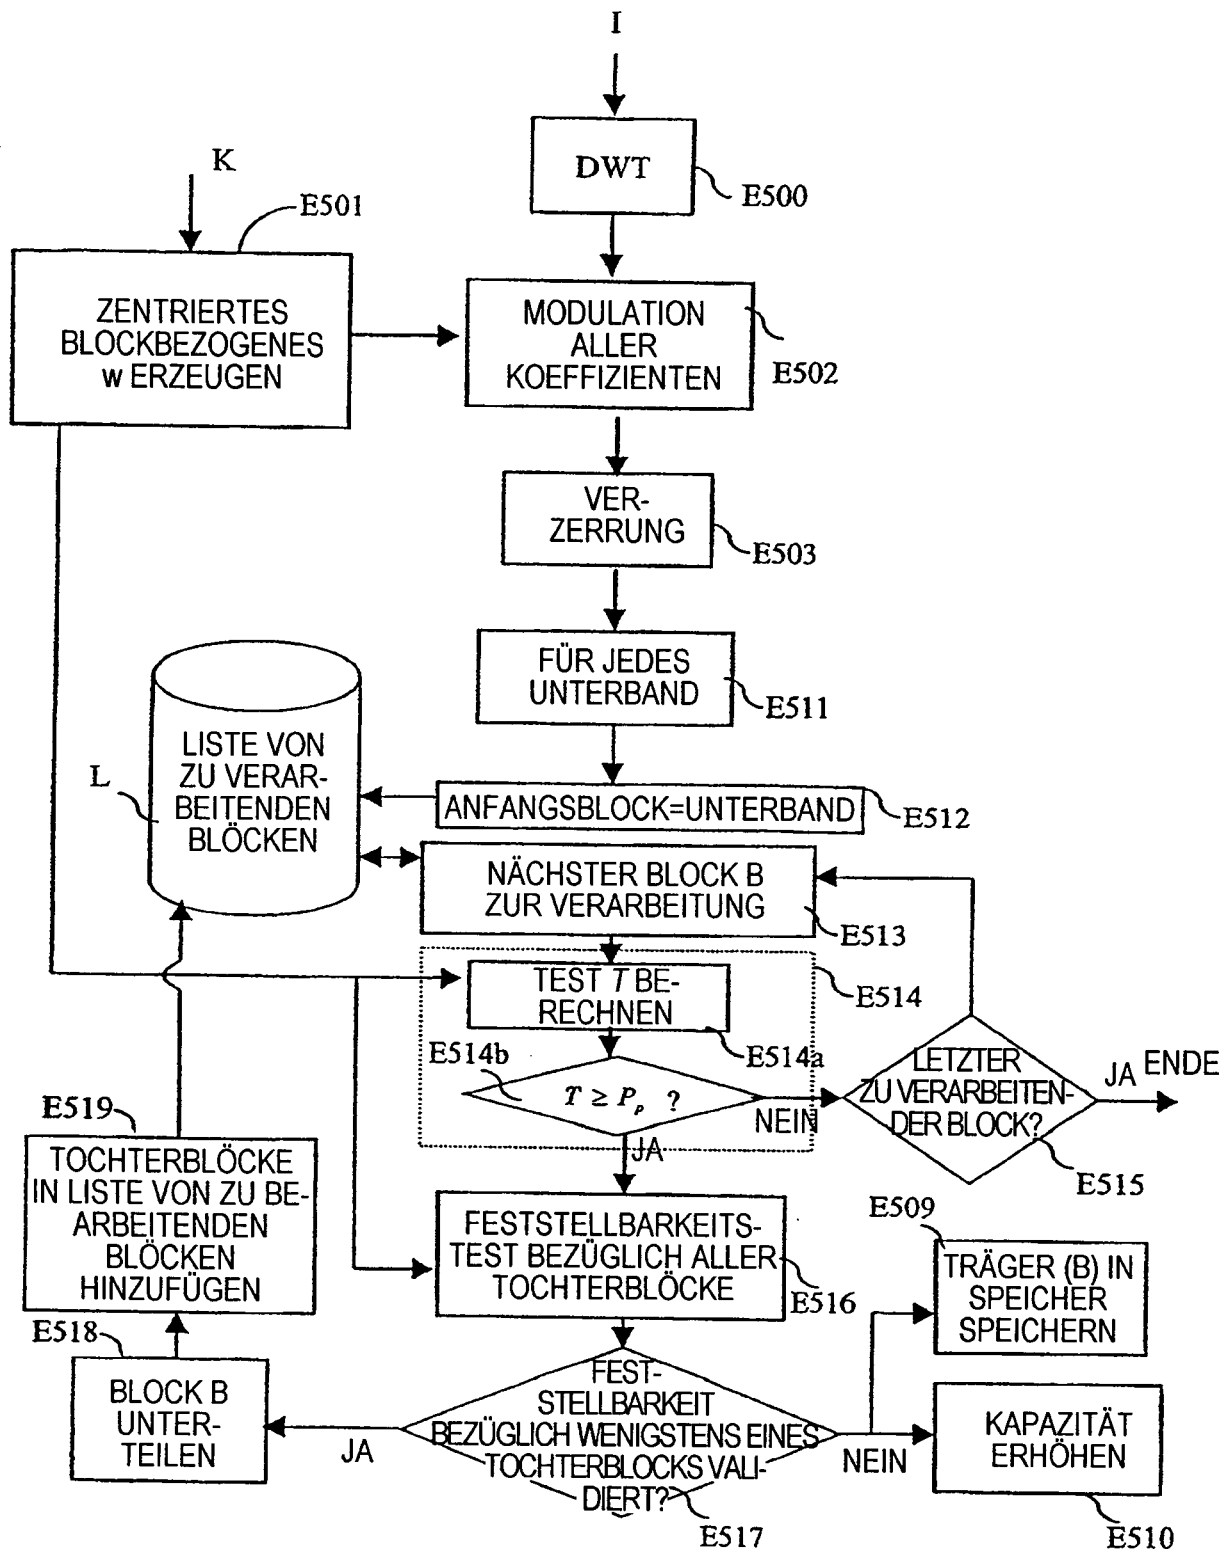 I
DWT
E500
K
E501
ZENTRIERTES
BLOCKBEZOGENES
w ERZEUGEN
MODULATION
ALLER
KOEFFIZIENTEN
E502
VER-
ZERRUNG
E503
FÜR JEDES
UNTERBAND
E511
LISTE VON
ZU VERAR-
BEITENDEN
BLÖCKEN
L
ANFANGSBLOCK=UNTERBAND
E512
NÄCHSTER BLOCK B
ZUR VERARBEITUNG
E513
TEST T BE-
RECHNEN
E514
E514a
E514b
T ≥ Pp ?
NEIN
JA
LETZTER
ZU VERARBEITEN-
DER BLOCK?
JA ENDE
E515
E519
TOCHTERBLÖCKE
IN LISTE VON ZU BE-
ARBEITENDEN
BLÖCKEN
HINZUFÜGEN
FESTSTELLBARKEITS-
TEST BEZÜGLICH ALLER
TOCHTERBLÖCKE
E516
E509
TRÄGER (B) IN
SPEICHER
SPEICHERN
E518
BLOCK B
UNTER-
TEILEN
JA
FEST-
STELLBARKEIT
BEZÜGLICH WENIGSTENS EINES
TOCHTERBLOCKS VALI-
DIERT?
NEIN
E517
KAPAZITÄT
ERHÖHEN
E510